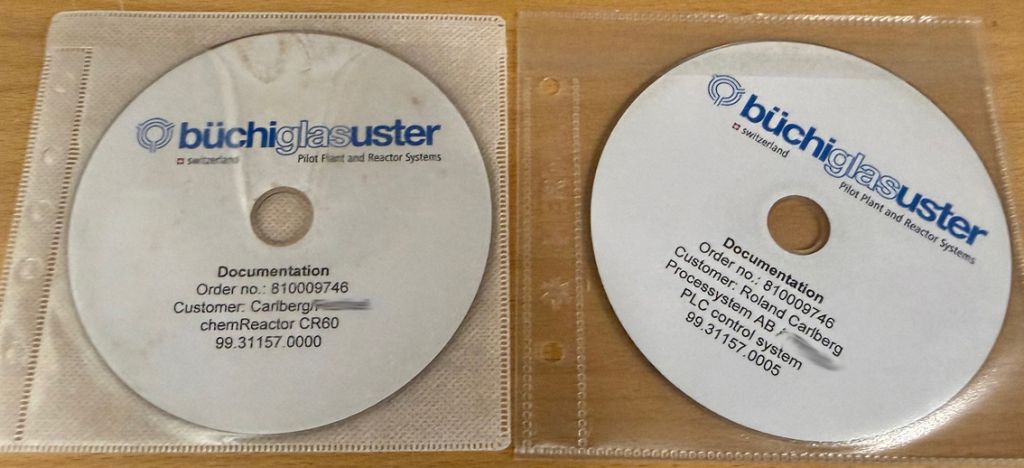 büchiglasuster
switzerland
Pilot Plant and Reactor Systems
Documentation
Order no.: 810009746
Customer: Carlberg/
chemReactor CR60
99.31157.0000
büchiglasuster
switzerland
Pilot Plant and Reactor Systems
Documentation
Order no.: 810009746
Customer: Roland Carlberg
Processystem AB /
PLC control system
99.31157.0005